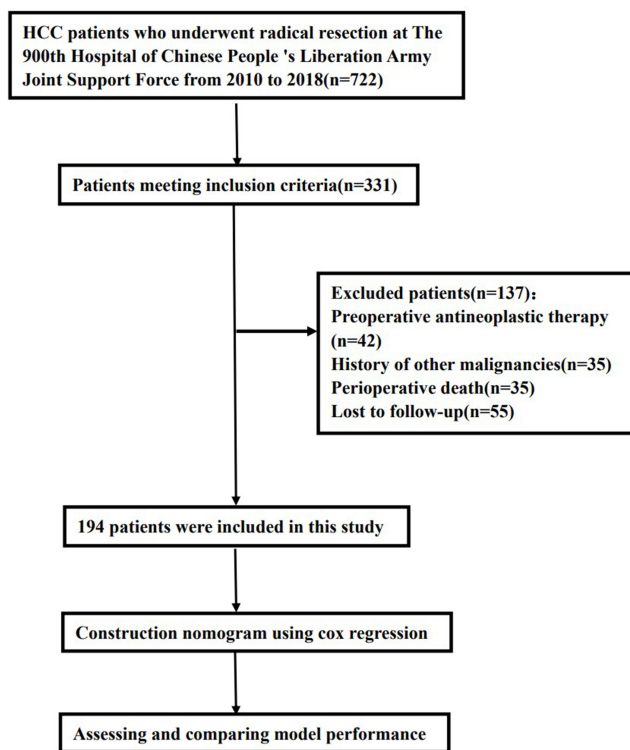 HCC patients who underwent radical resection at The
900th Hospital of Chinese People 's Liberation Army
Joint Support Force from 2010 to 2018(n=722)
Patients meeting inclusion criteria(n=331)
Excluded patients(n=137)：
Preoperative antineoplastic therapy
(n=42)
History of other malignancies(n=35)
Perioperative death(n=35)
Lost to follow-up(n=55)
194 patients were included in this study
Construction nomogram using cox regression
Assessing and comparing model performance